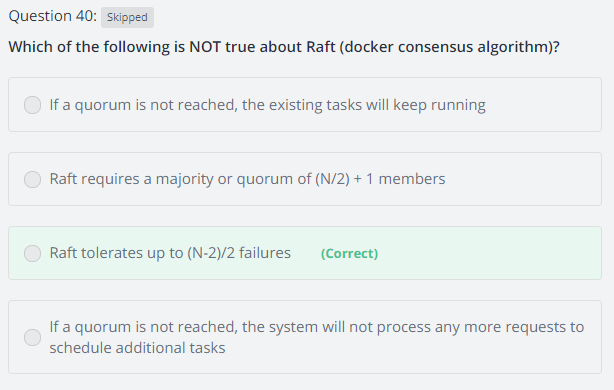 Question 40: Skipped
Which of the following is NOT true about Raft (docker consensus algorithm)?
If a quorum is not reached, the existing tasks will keep running
Raft requires a majority or quorum of (N/2) + 1 members
Raft tolerates up to (N-2)/2 failures (Correct)
If a quorum is not reached, the system will not process any more requests to
schedule additional tasks